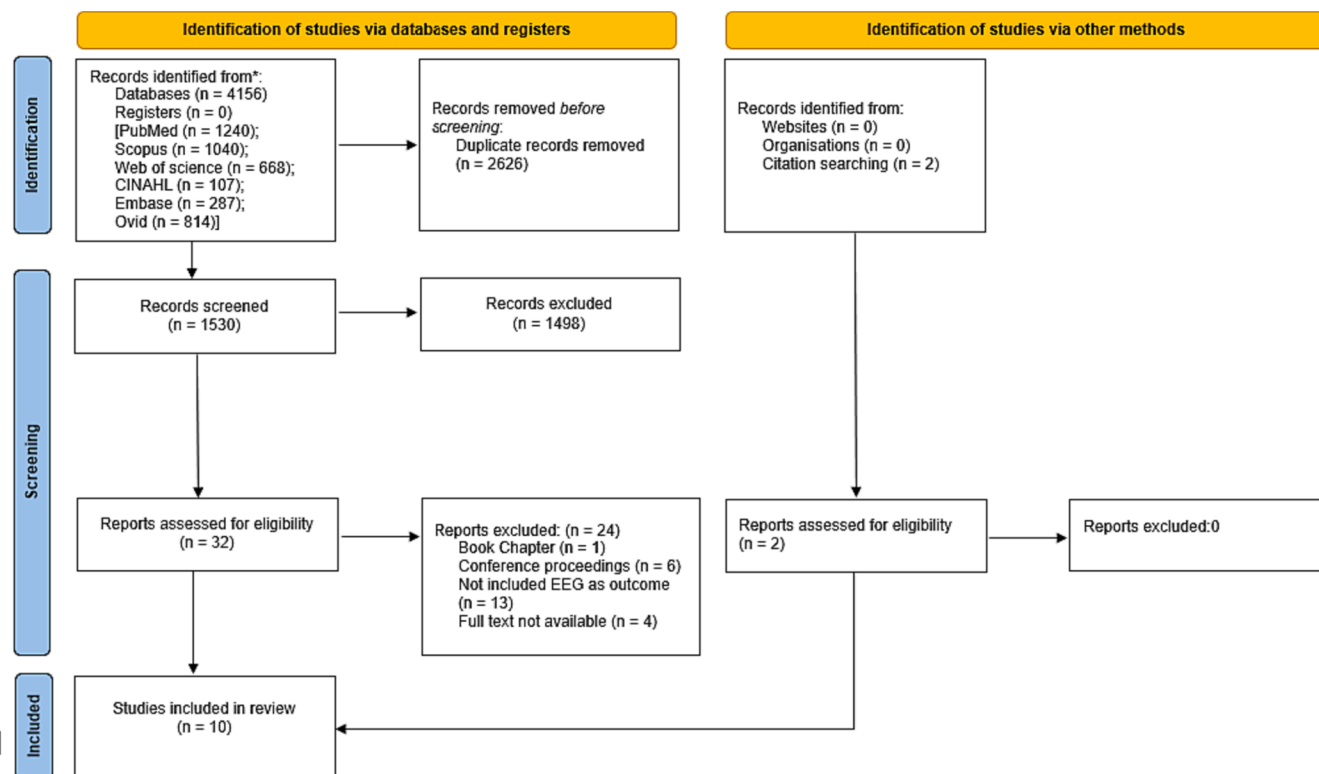 Identification of studies via databases and registers
Identification of studies via other methods
Identification
Records identified from*:
Databases (n = 4156)
Registers (n = 0)
[PubMed (n = 1240);
Scopus (n = 1040);
Web of science (n = 668);
CINAHL (n = 107);
Embase (n = 287);
Ovid (n = 814)]
Records removed before
screening:
Duplicate records removed
(n = 2626)
Records identified from:
Websites (n = 0)
Organisations (n = 0)
Citation searching (n = 2)
Screening
Records screened
(n = 1530)
Records excluded
(n = 1498)
Reports assessed for eligibility
(n = 32)
Reports excluded: (n = 24)
Book Chapter (n = 1)
Conference proceedings (n = 6)
Not included EEG as outcome
(n = 13)
Full text not available (n = 4)
Reports assessed for eligibility
(n = 2)
Reports excluded:0
Included
Studies included in review
(n = 10)